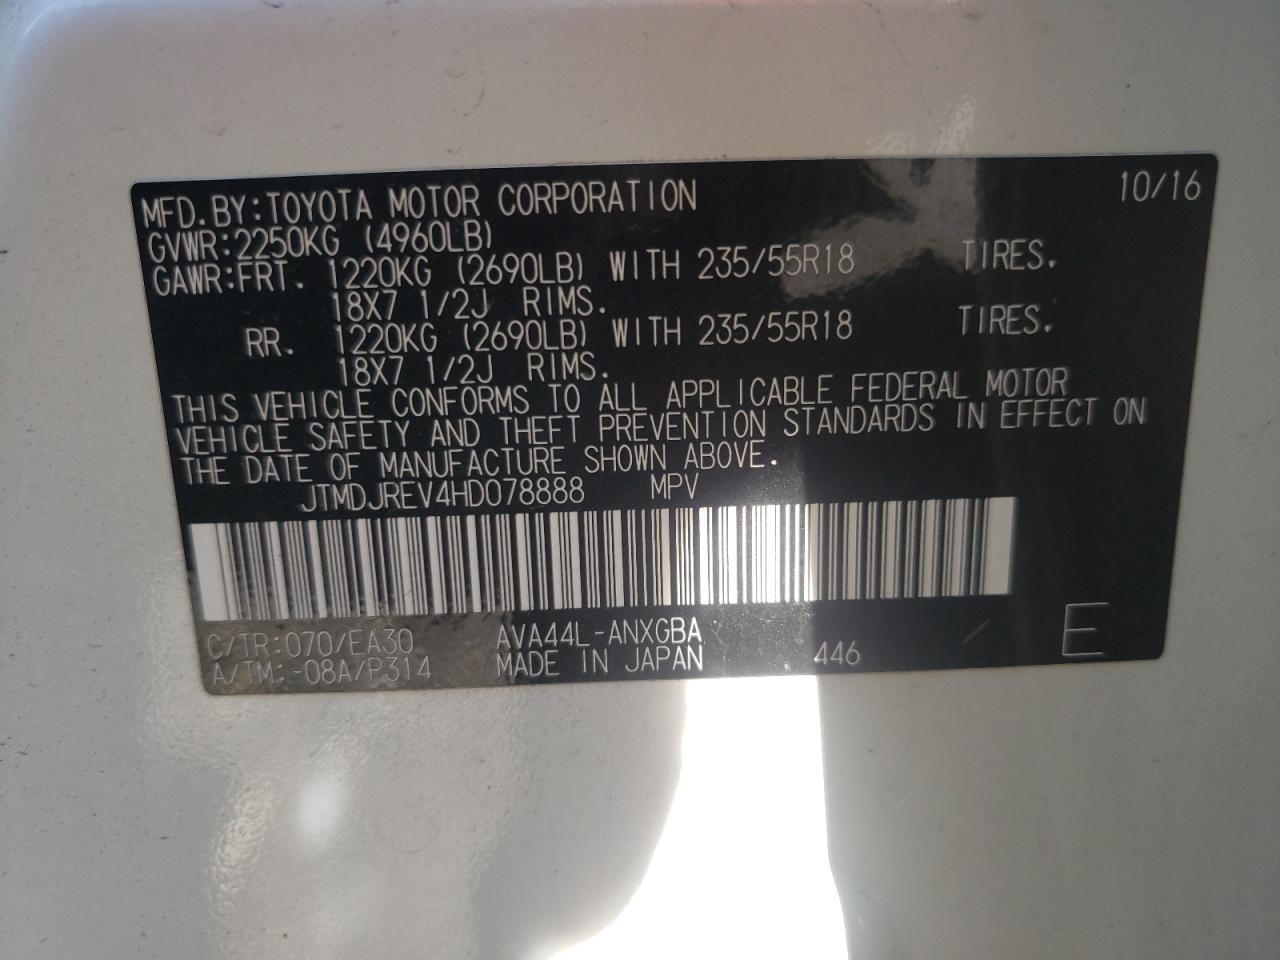 MFD.BY:TOYOTA MOTOR CORPORATION 10/16
GVWR:2250KG (4960LB)
GAWR:FRT. 1220KG (2690LB) WITH 235/55R18 TIRES.
18X7 1/2J RIMS.
RR. 1220KG (2690LB) WITH 235/55R18 TIRES.
18X7 1/2J RIMS.
THIS VEHICLE CONFORMS TO ALL APPLICABLE FEDERAL MOTOR
VEHICLE SAFETY AND THEFT PREVENTION STANDARDS IN EFFECT ON
THE DATE OF MANUFACTURE SHOWN ABOVE.
JTMDJREV4HD078888 MPV
C/TR:070/EA30 AVA44L-ANXGBA
A/TM:-08A/P314 MADE IN JAPAN 446 / E